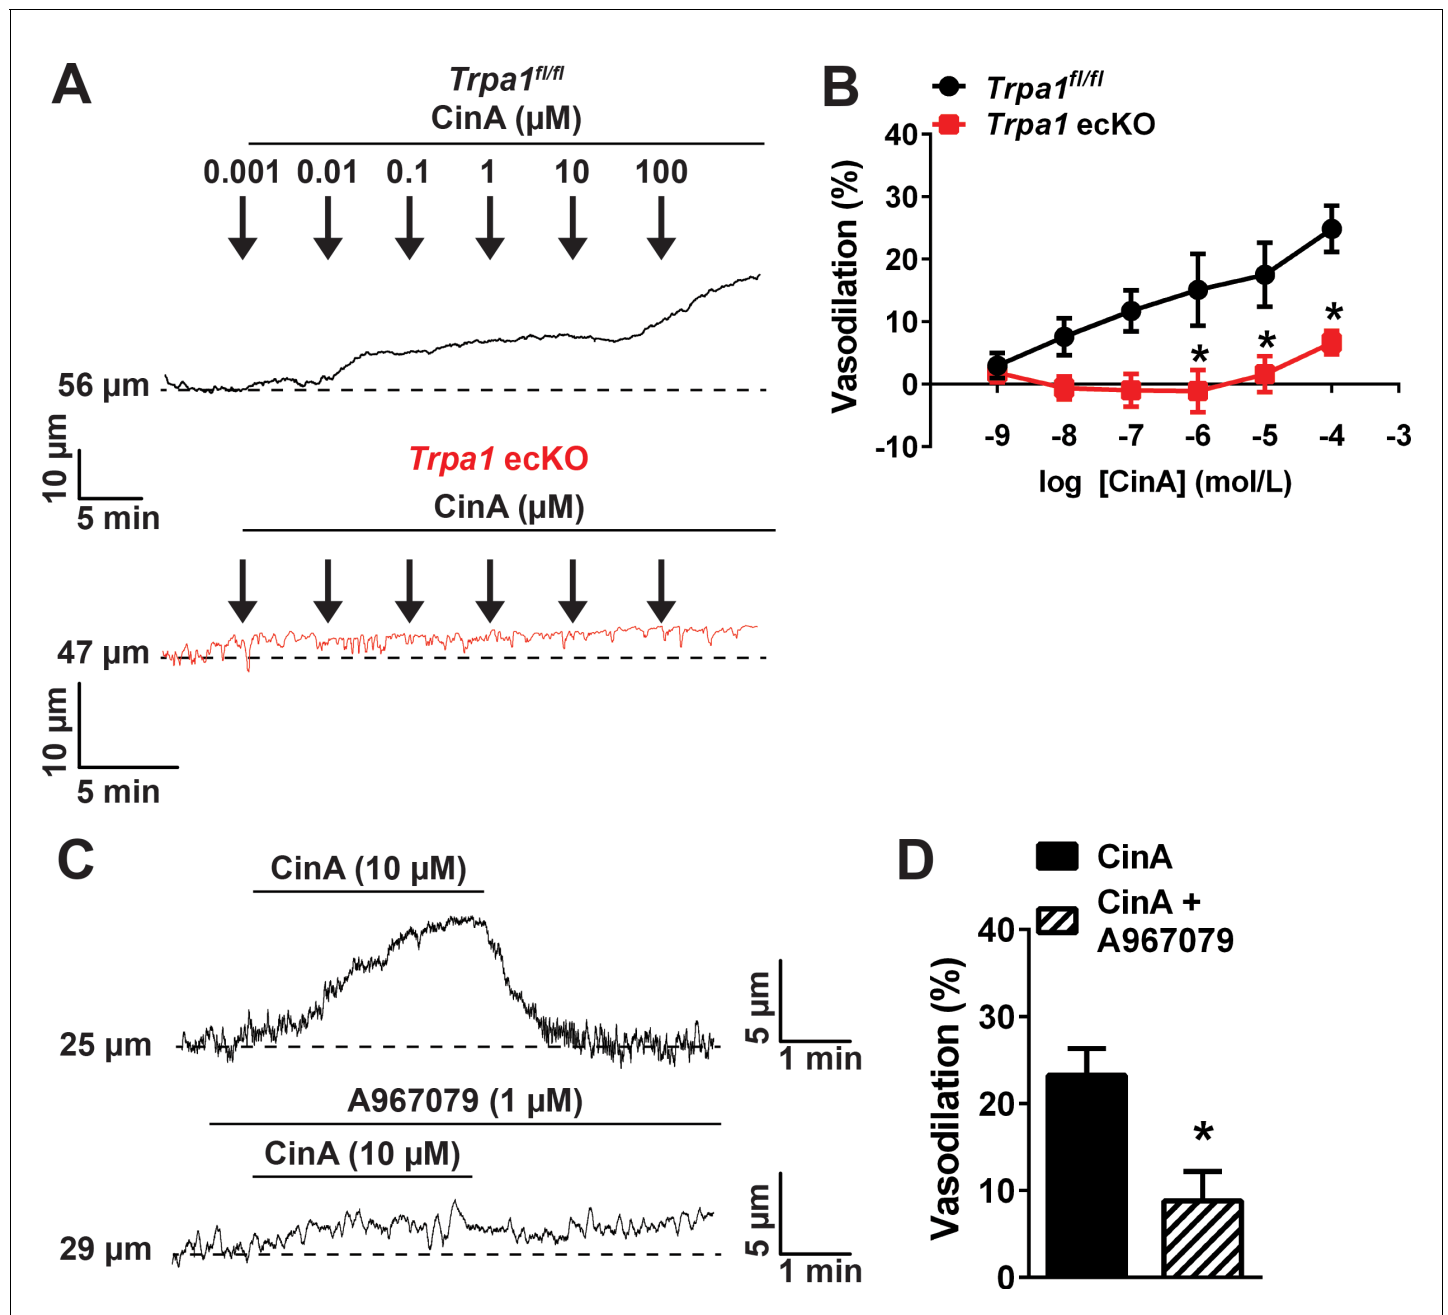 A
Trpa1fl/fl
CinA (µM)
0.001 0.01 0.1 1 10 100
56 µm
10 µm
5 min
Trpa1 ecKO
CinA (µM)
47 µm
10 µm
5 min
B
Trpa1fl/fl
Trpa1 ecKO
Vasodilation (%)
40
30
20
10
0
-10
* * *
-9 -8 -7 -6 -5 -4 -3
log [CinA] (mol/L)
C
CinA (10 µM)
25 µm
5 µm
1 min
A967079 (1 µM)
CinA (10 µM)
29 µm
5 µm
1 min
D
CinA
CinA +
A967079
Vasodilation (%)
40
30
20
10
0
*